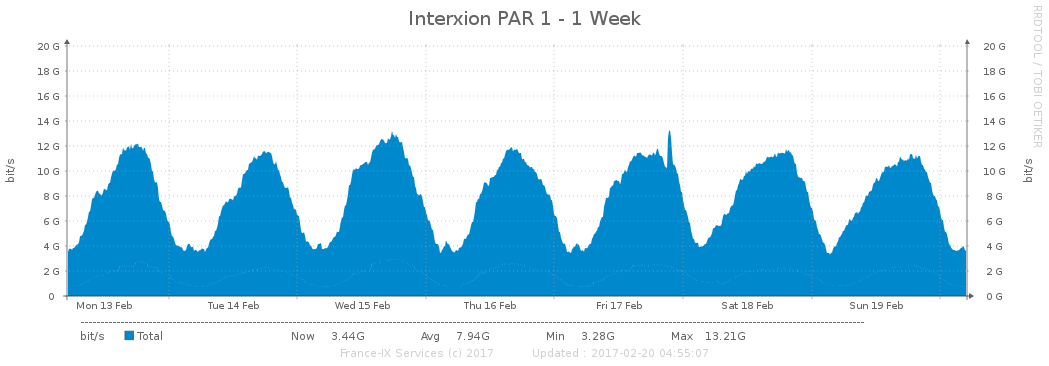 Interxion PAR 1 - 1 Week
RRDTOOL / TOBI OETIKER
bit/s
20 G 20 G
18 G 18 G
16 G 16 G
14 G 14 G
12 G 12 G
10 G 10 G
8 G 8 G
6 G 6 G
4 G 4 G
2 G 2 G
0 0 G
bit/s
Mon 13 Feb Tue 14 Feb Wed 15 Feb Thu 16 Feb Fri 17 Feb Sat 18 Feb Sun 19 Feb
bit/s Total Now 3.44G Avg 7.94G Min 3.28G Max 13.21G
France-IX Services (c) 2017 Updated : 2017-02-20 04:55:07